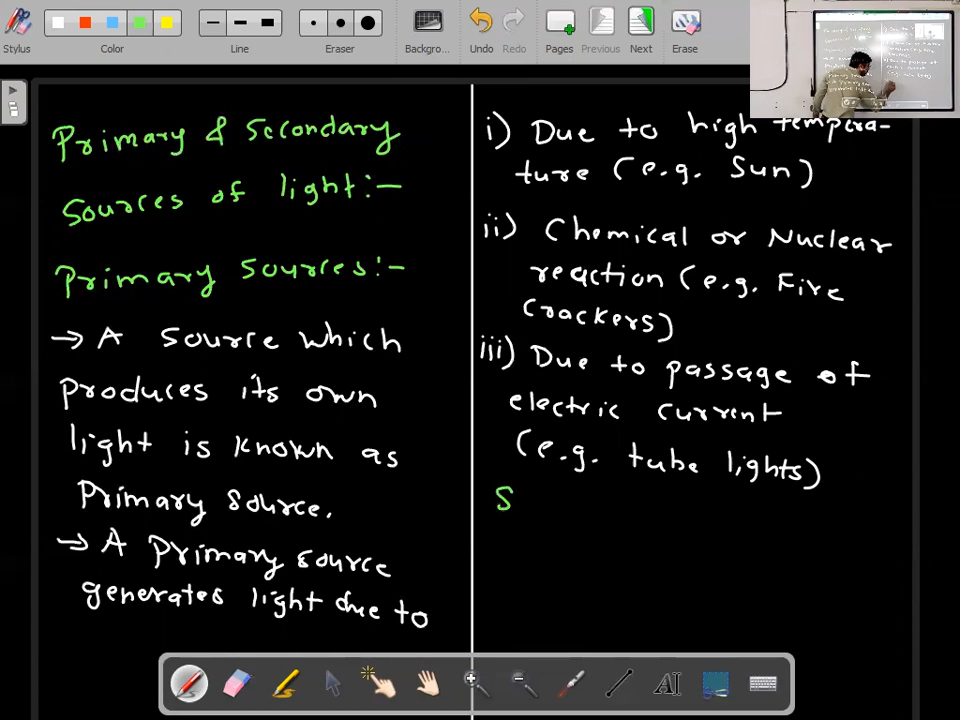 Stylus
Color
Line
Eraser
Backgro...
Undo
Redo
Pages
Previous
Next
Erase
Primary & Secondary
Sources of light:-
Primary Sources:-
→ A source which
produces its own
light is known as
Primary source.
→ A primary source
generates light due to
i) Due to high tempera-
ture (e.g. Sun)
ii) Chemical or Nuclear
reaction (e.g. Fire
Crackers)
iii) Due to passage of
electric current
(e.g. tube lights)
S
AI